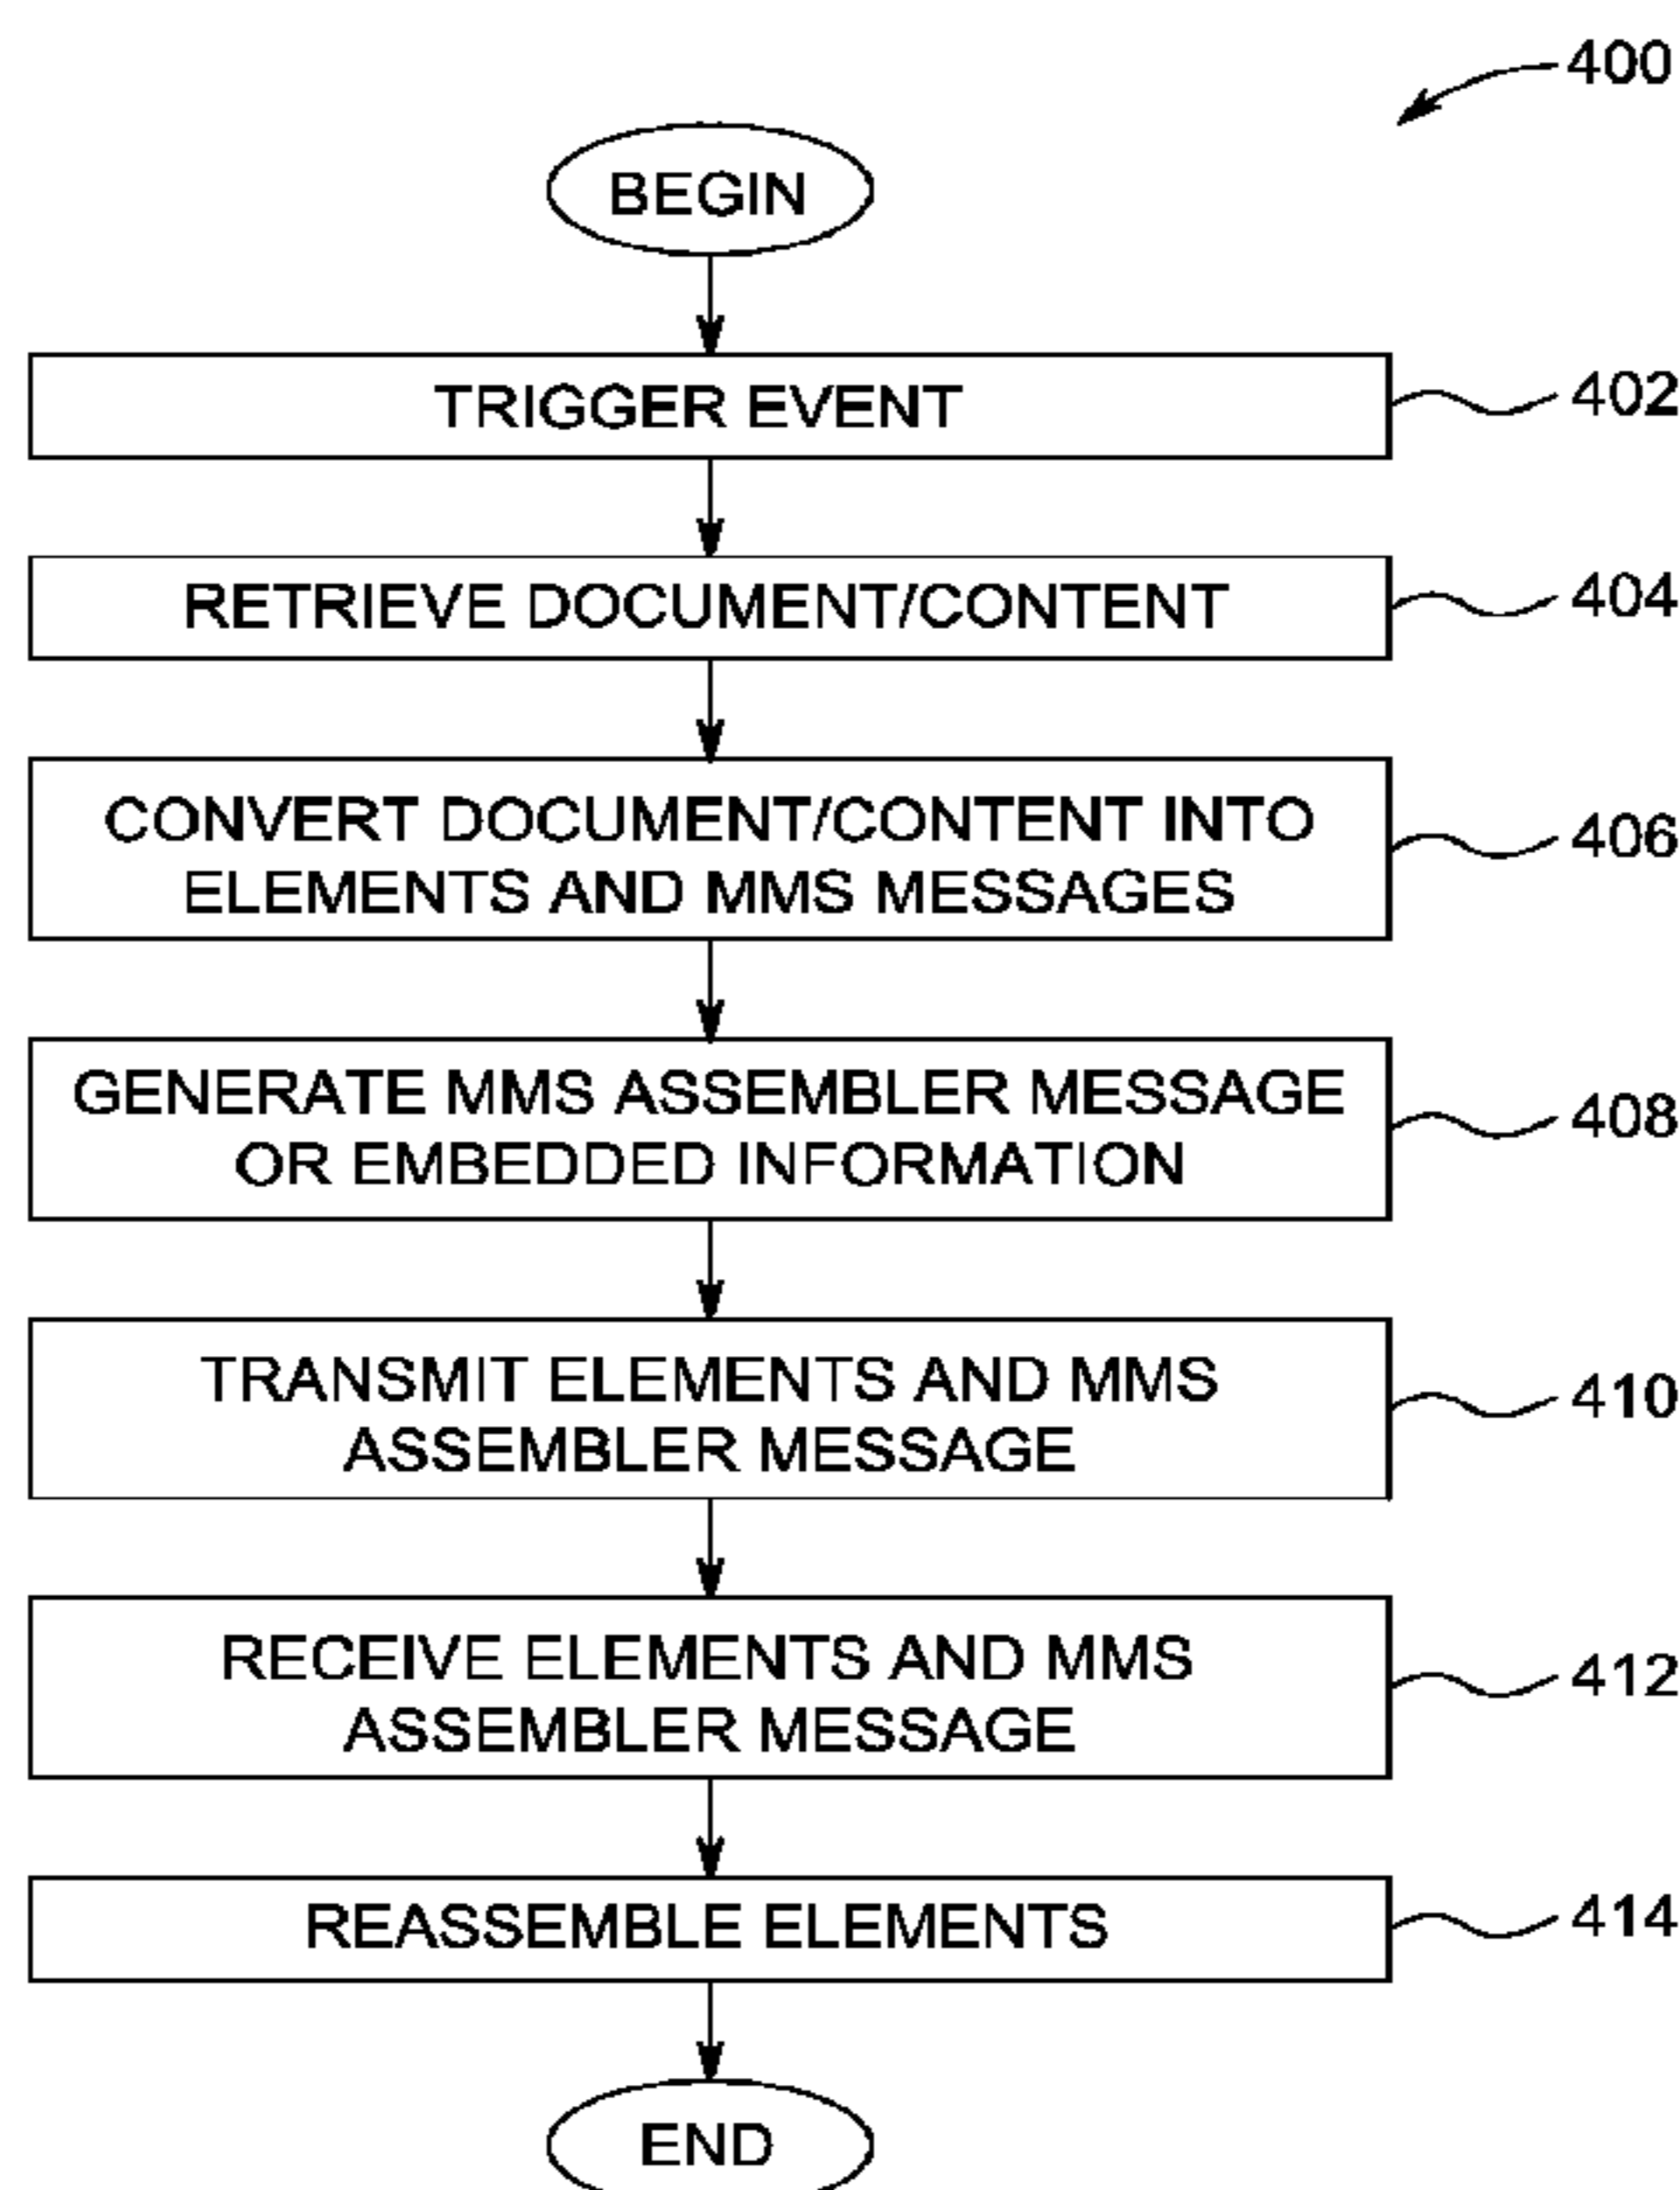 400
BEGIN
TRIGGER EVENT
402
RETRIEVE DOCUMENT/CONTENT
404
CONVERT DOCUMENT/CONTENT INTO
ELEMENTS AND MMS MESSAGES
406
GENERATE MMS ASSEMBLER MESSAGE
OR EMBEDDED INFORMATION
408
TRANSMIT ELEMENTS AND MMS
ASSEMBLER MESSAGE
410
RECEIVE ELEMENTS AND MMS
ASSEMBLER MESSAGE
412
REASSEMBLE ELEMENTS
414
END